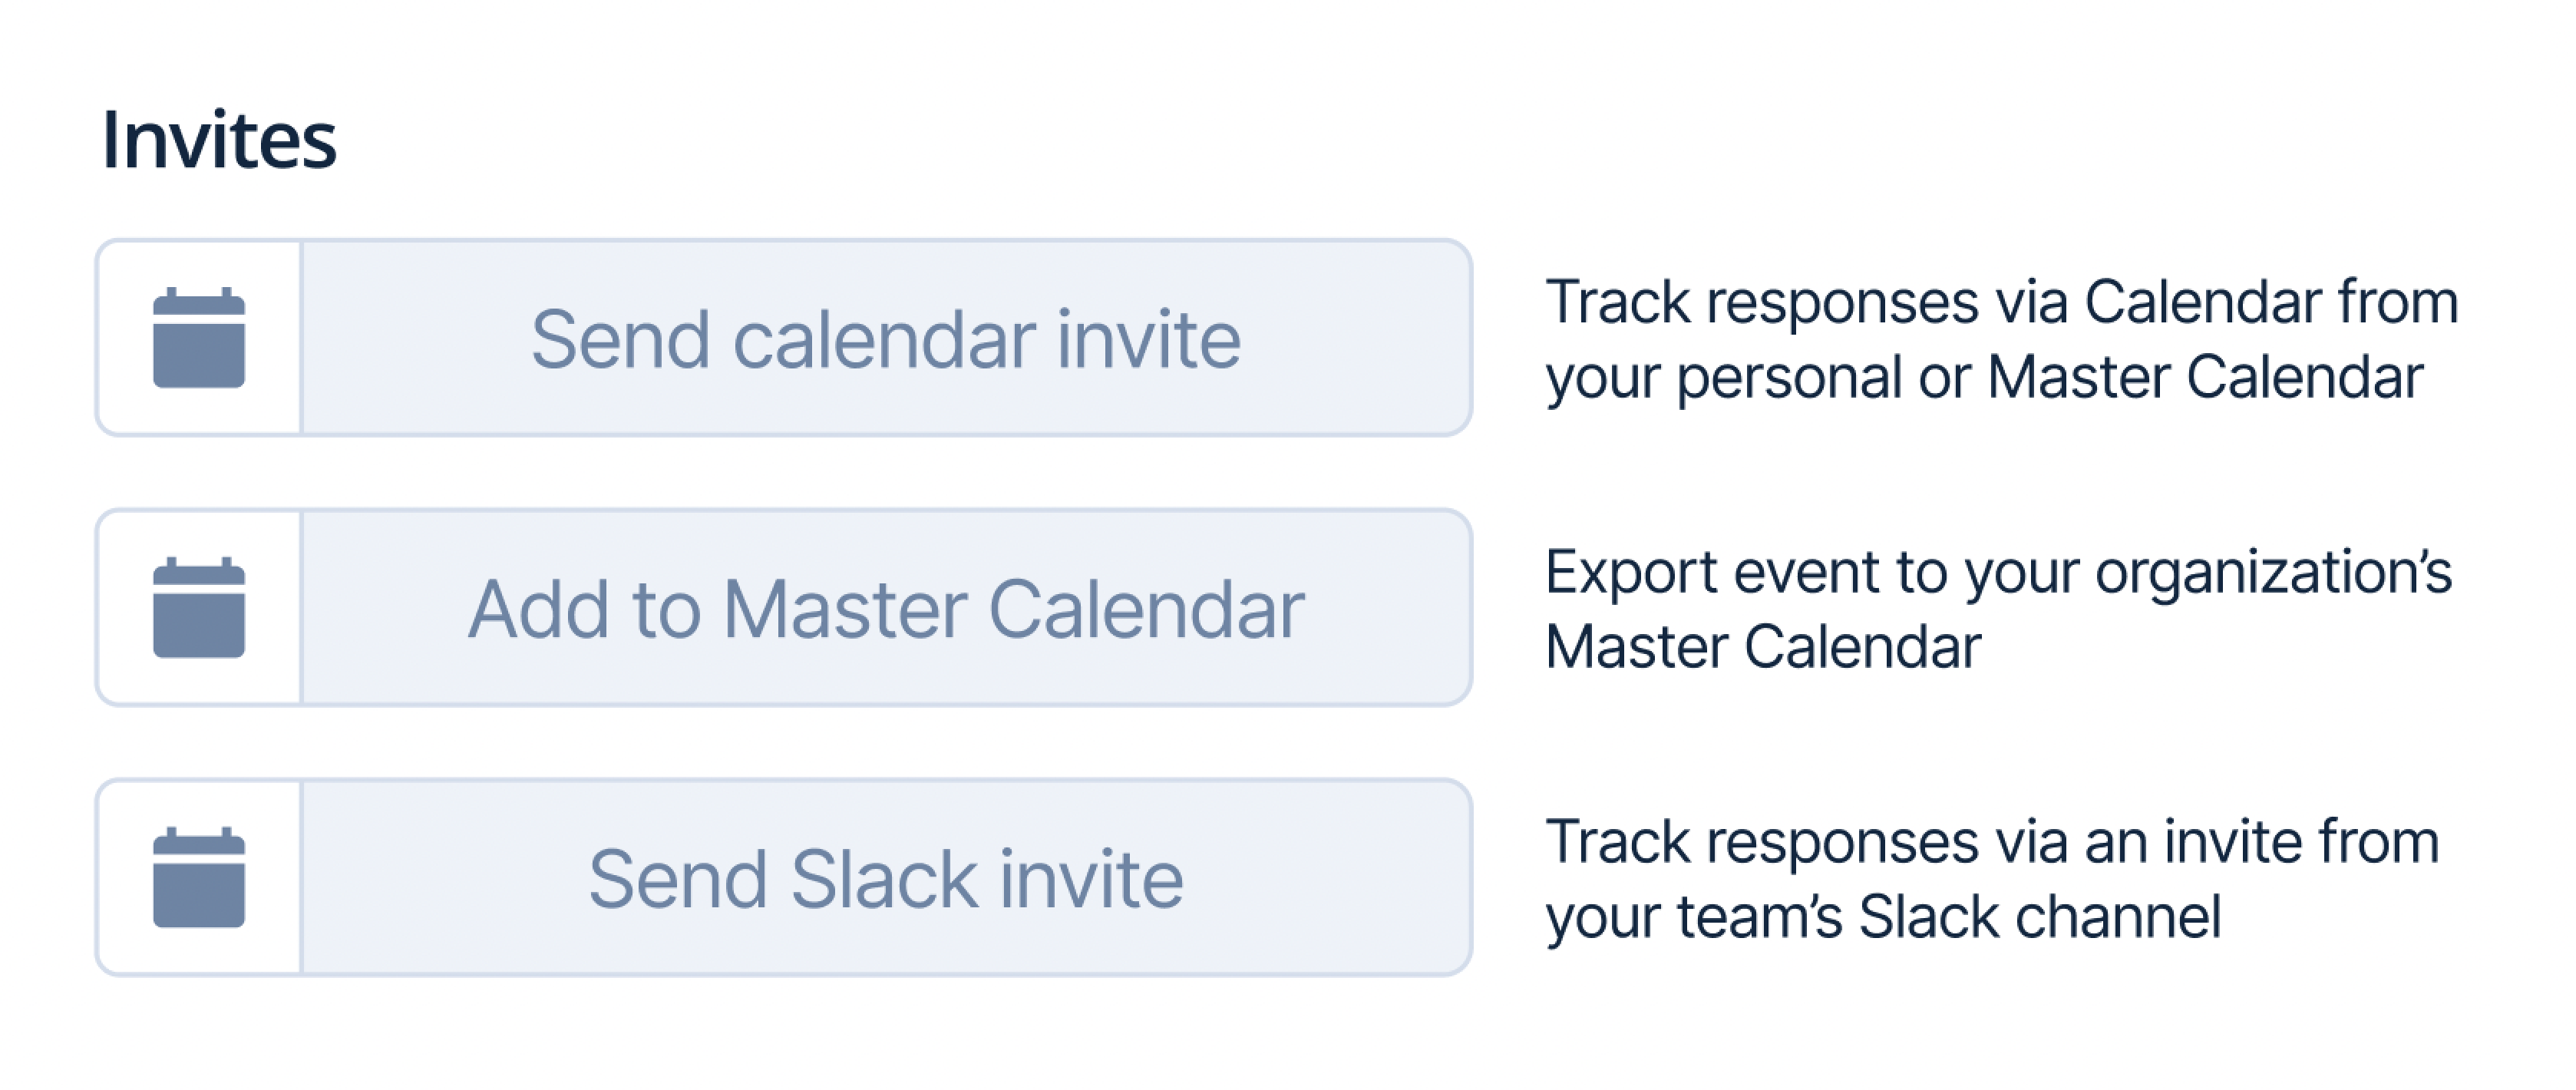 Invites
Send calendar invite
Track responses via Calendar from
your personal or Master Calendar
Add to Master Calendar
Export event to your organization’s
Master Calendar
Send Slack invite
Track responses via an invite from
your team’s Slack channel